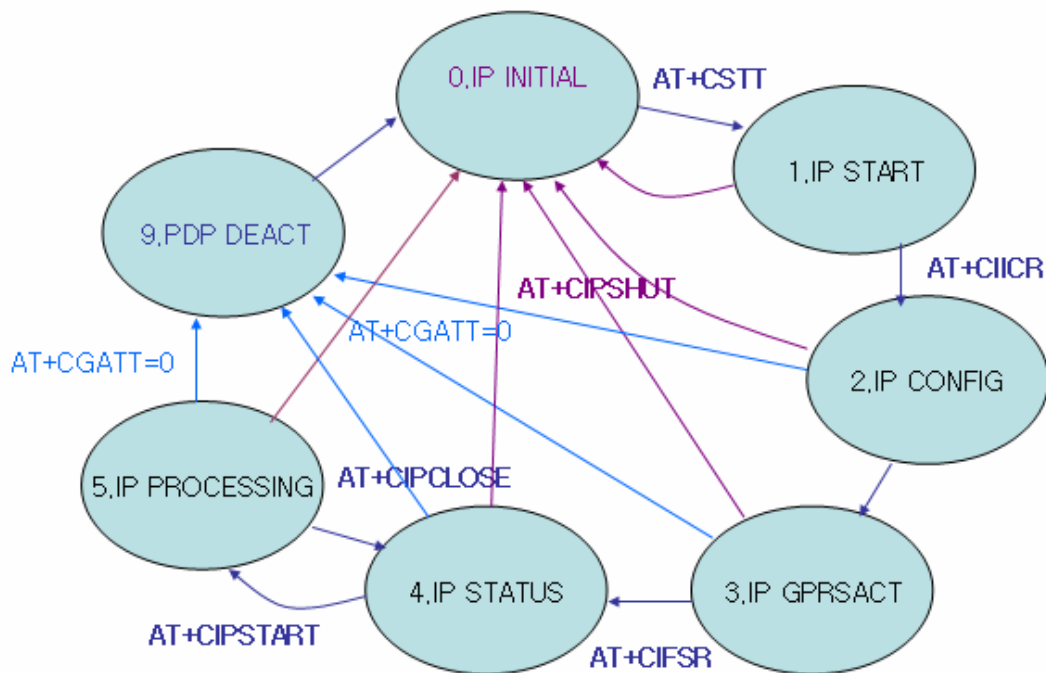 0,IP INITIAL
AT+CSTT
1,IP START
9,PDP DEACT
AT+CIICR
AT+CIPSHUT
AT+CGATT=0
AT+CGATT=0
2,IP CONFIG
5,IP PROCESSING
AT+CIPCLOSE
4,IP STATUS
3,IP GPRSACT
AT+CIPSTART
AT+CIFSR